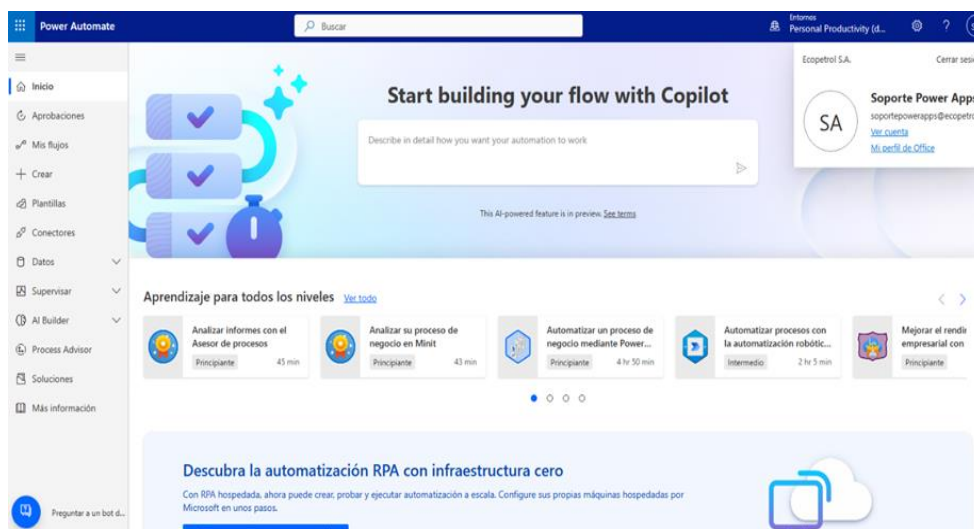 Power Automate
Buscar
Entornos
Personal Productivity (d...
Inicio
Aprobaciones
Mis flujos
Crear
Plantillas
Conectores
Datos
Supervisar
AI Builder
Process Advisor
Soluciones
Más información
Preguntar a un bot d...
Start building your flow with Copilot
Describe in detail how you want your automation to work
This AI-powered feature is in preview. See terms
Ecopetrol S.A.
Cerrar sesi
SA
Soporte Power Apps
soportepowerapps@ecopetro
Ver cuenta
Mi perfil de Office
Aprendizaje para todos los niveles Ver todo
Analizar informes con el
Asesor de procesos
Principiante 45 min
Analizar su proceso de
negocio en Minit
Principiante 43 min
Automatizar un proceso de
negocio mediante Power...
Principiante 4 hr 50 min
Automatizar procesos con
la automatización robótic...
Intermedio 2 hr 5 min
Mejorar el rendir
empresarial con
Principiante
Descubra la automatización RPA con infraestructura cero
Con RPA hospedada, ahora puede crear, probar y ejecutar automatización a escala. Configure sus propias máquinas hospedadas por
Microsoft en unos pasos.